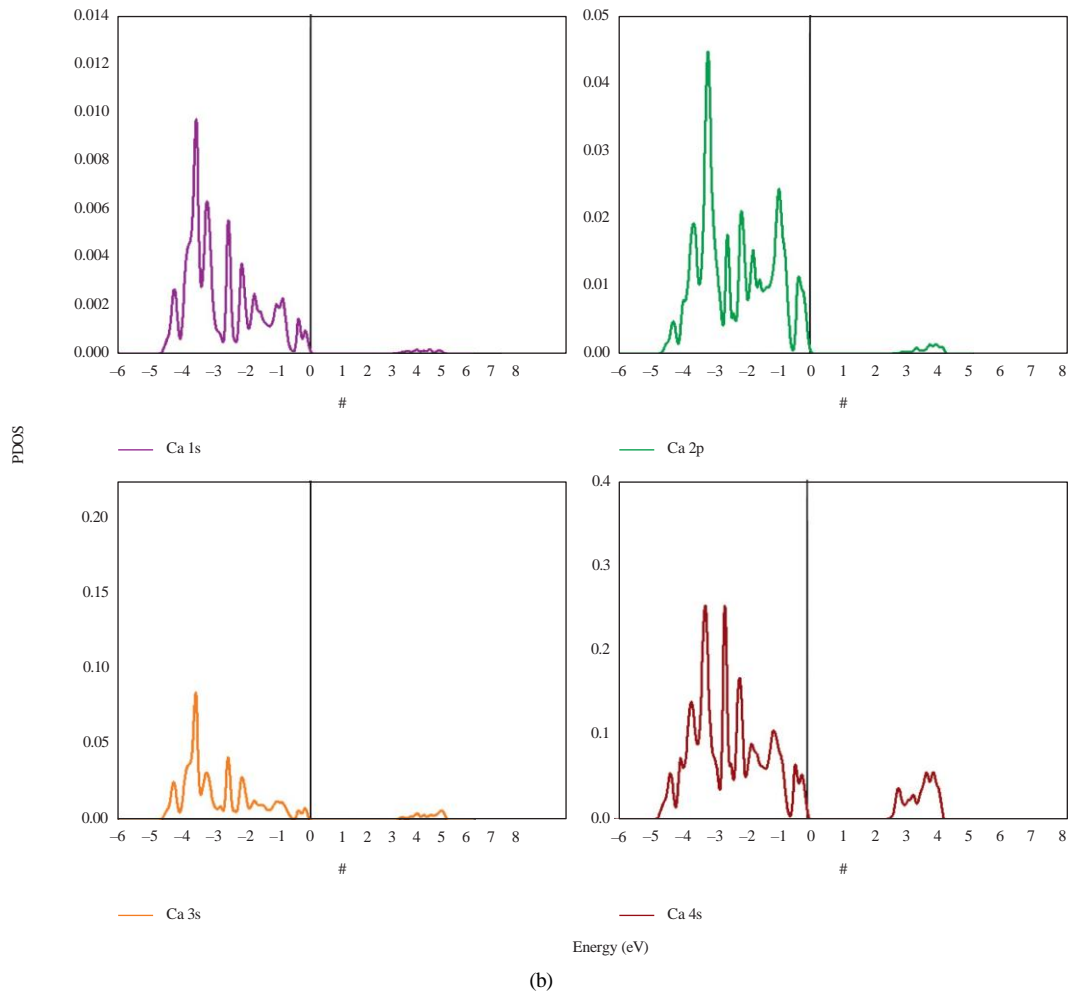 0.014
0.012
0.010
0.008
0.006
0.004
0.002
0.000
–6 –5 –4 –3 –2 –1 0 1 2 3 4 5 6 7 8
#
Ca 1s
0.05
0.04
0.03
0.02
0.01
0.00
–6 –5 –4 –3 –2 –1 0 1 2 3 4 5 6 7 8
#
Ca 2p
PDOS
0.20
0.15
0.10
0.05
0.00
–6 –5 –4 –3 –2 –1 0 1 2 3 4 5 6 7 8
#
Ca 3s
0.4
0.3
0.2
0.1
0.0
–6 –5 –4 –3 –2 –1 0 1 2 3 4 5 6 7 8
#
Ca 4s
Energy (eV)
(b)